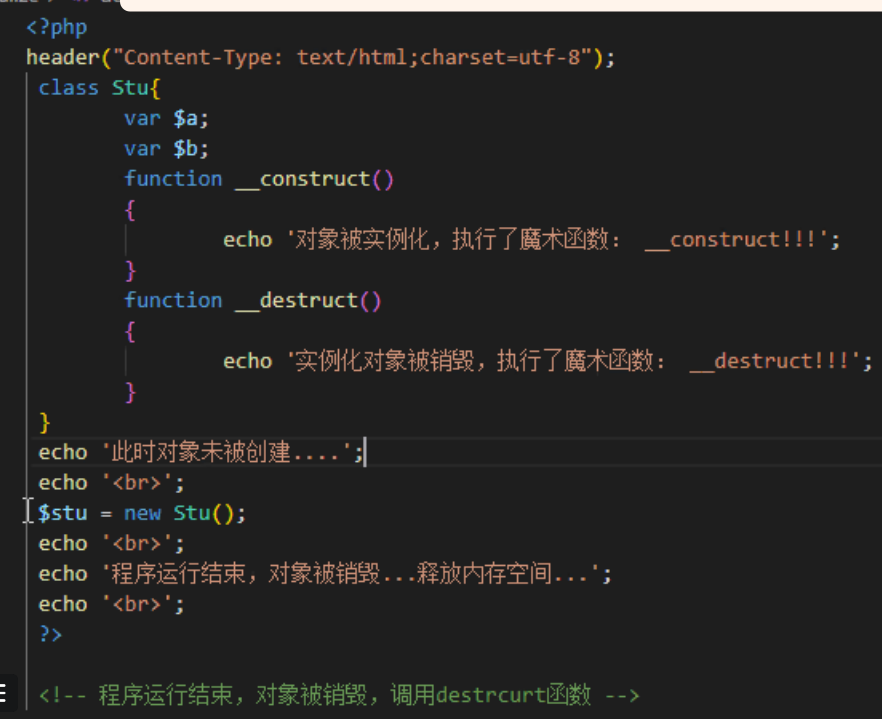 <?php
header("Content-Type: text/html;charset=utf-8");
class Stu{
var $a;
var $b;
function __construct()
{
echo '对象被实例化，执行了魔术函数： __construct!!!';
}
function __destruct()
{
echo '实例化对象被销毁，执行了魔术函数： __destruct!!!';
}
}
echo '此时对象未被创建....';
echo '<br>';
$stu = new Stu();
echo '<br>';
echo '程序运行结束，对象被销毁...释放内存空间...';
echo '<br>';
?>
<!-- 程序运行结束，对象被销毁，调用destrcurt函数 -->